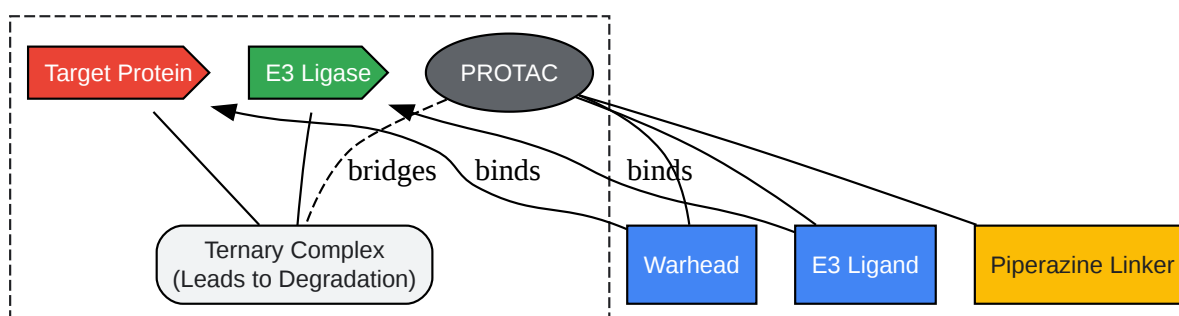 Target Protein
E3 Ligase
PROTAC
bridges
binds
binds
Ternary Complex
(Leads to Degradation)
Warhead
E3 Ligand
Piperazine Linker